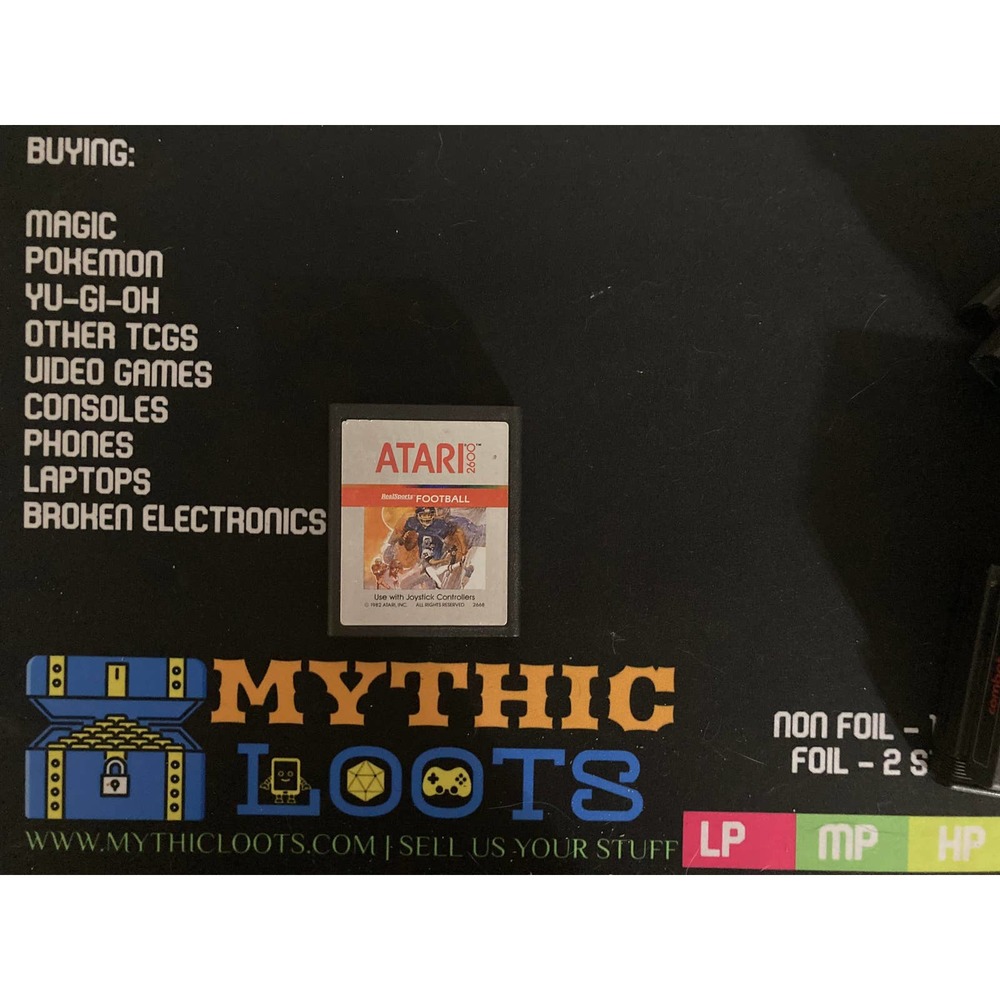 BUYING:
MAGIC
POKEMON
YU-GI-OH
OTHER TCGS
VIDEO GAMES
CONSOLES
PHONES
LAPTOPS
BROKEN ELECTRONICS
ATARI 2600™
RealSports™ FOOTBALL
Use with Joystick Controllers
© 1982 ATARI, INC. ALL RIGHTS RESERVED 2668
MYTHIC
LOOTS
WWW.MYTHICLOOTS.COM | SELL US YOUR STUFF
NON FOIL -
FOIL - 2
LP MP HP